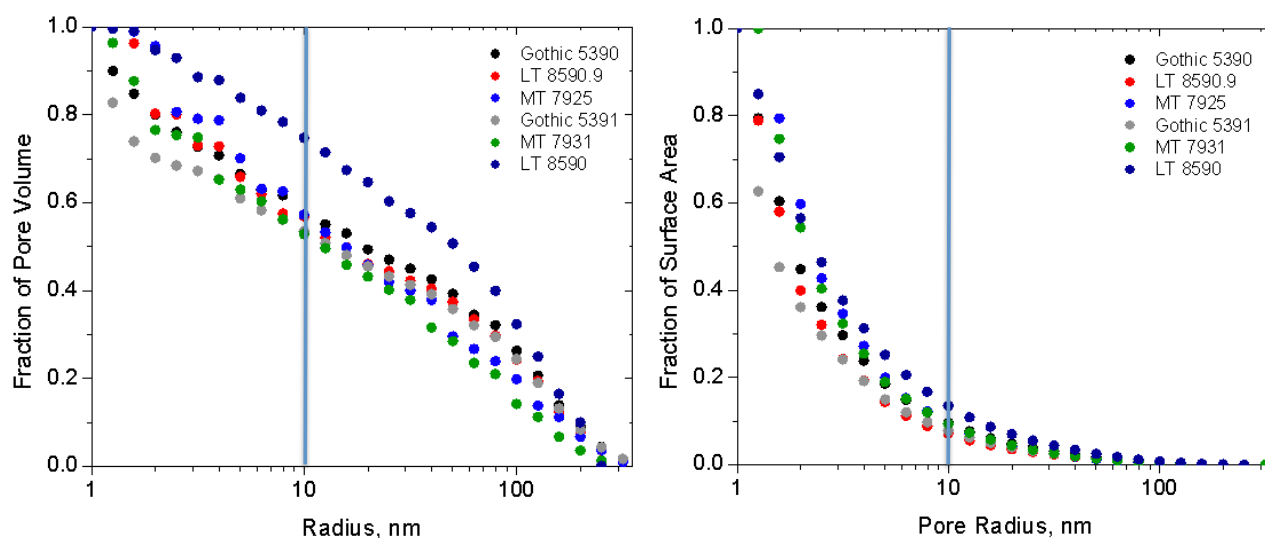 Fraction of Pore Volume
1.0
0.8
0.6
0.4
0.2
0.0
1
10
100
Radius, nm
Gothic 5390
LT 8590.9
MT 7925
Gothic 5391
MT 7931
LT 8590
Fraction of Surface Area
1.0
0.8
0.6
0.4
0.2
0.0
1
10
100
Pore Radius, nm
Gothic 5390
LT 8590.9
MT 7925
Gothic 5391
MT 7931
LT 8590